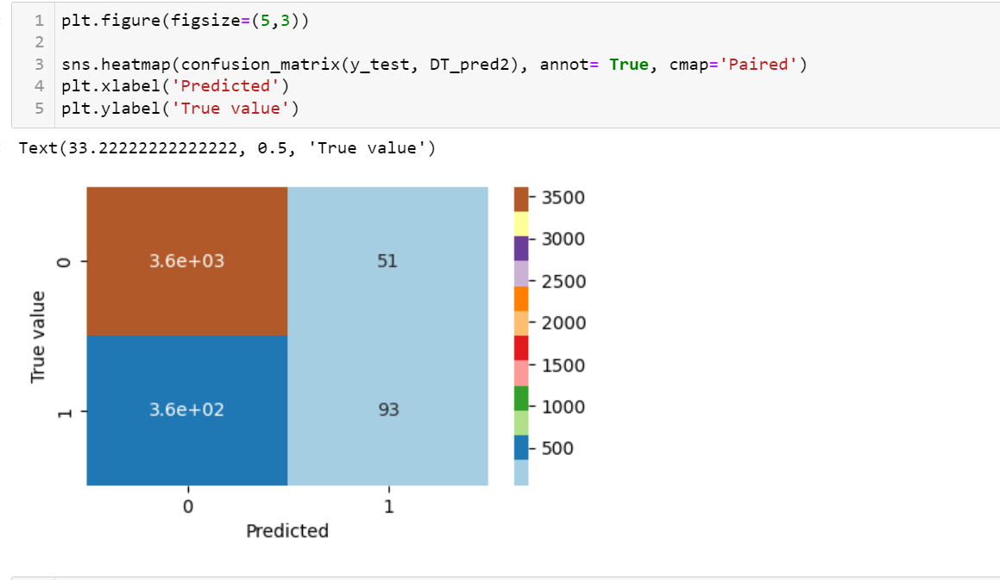 1 plt.figure(figsize=(5,3))
2
3 sns.heatmap(confusion_matrix(y_test, DT_pred2), annot= True, cmap='Paired')
4 plt.xlabel('Predicted')
5 plt.ylabel('True value')
Text(33.22222222222222, 0.5, 'True value')
3500
3000
2500
2000
1500
1000
500
3.6e+03 51
3.6e+02 93
0
1
True value
0 1
Predicted